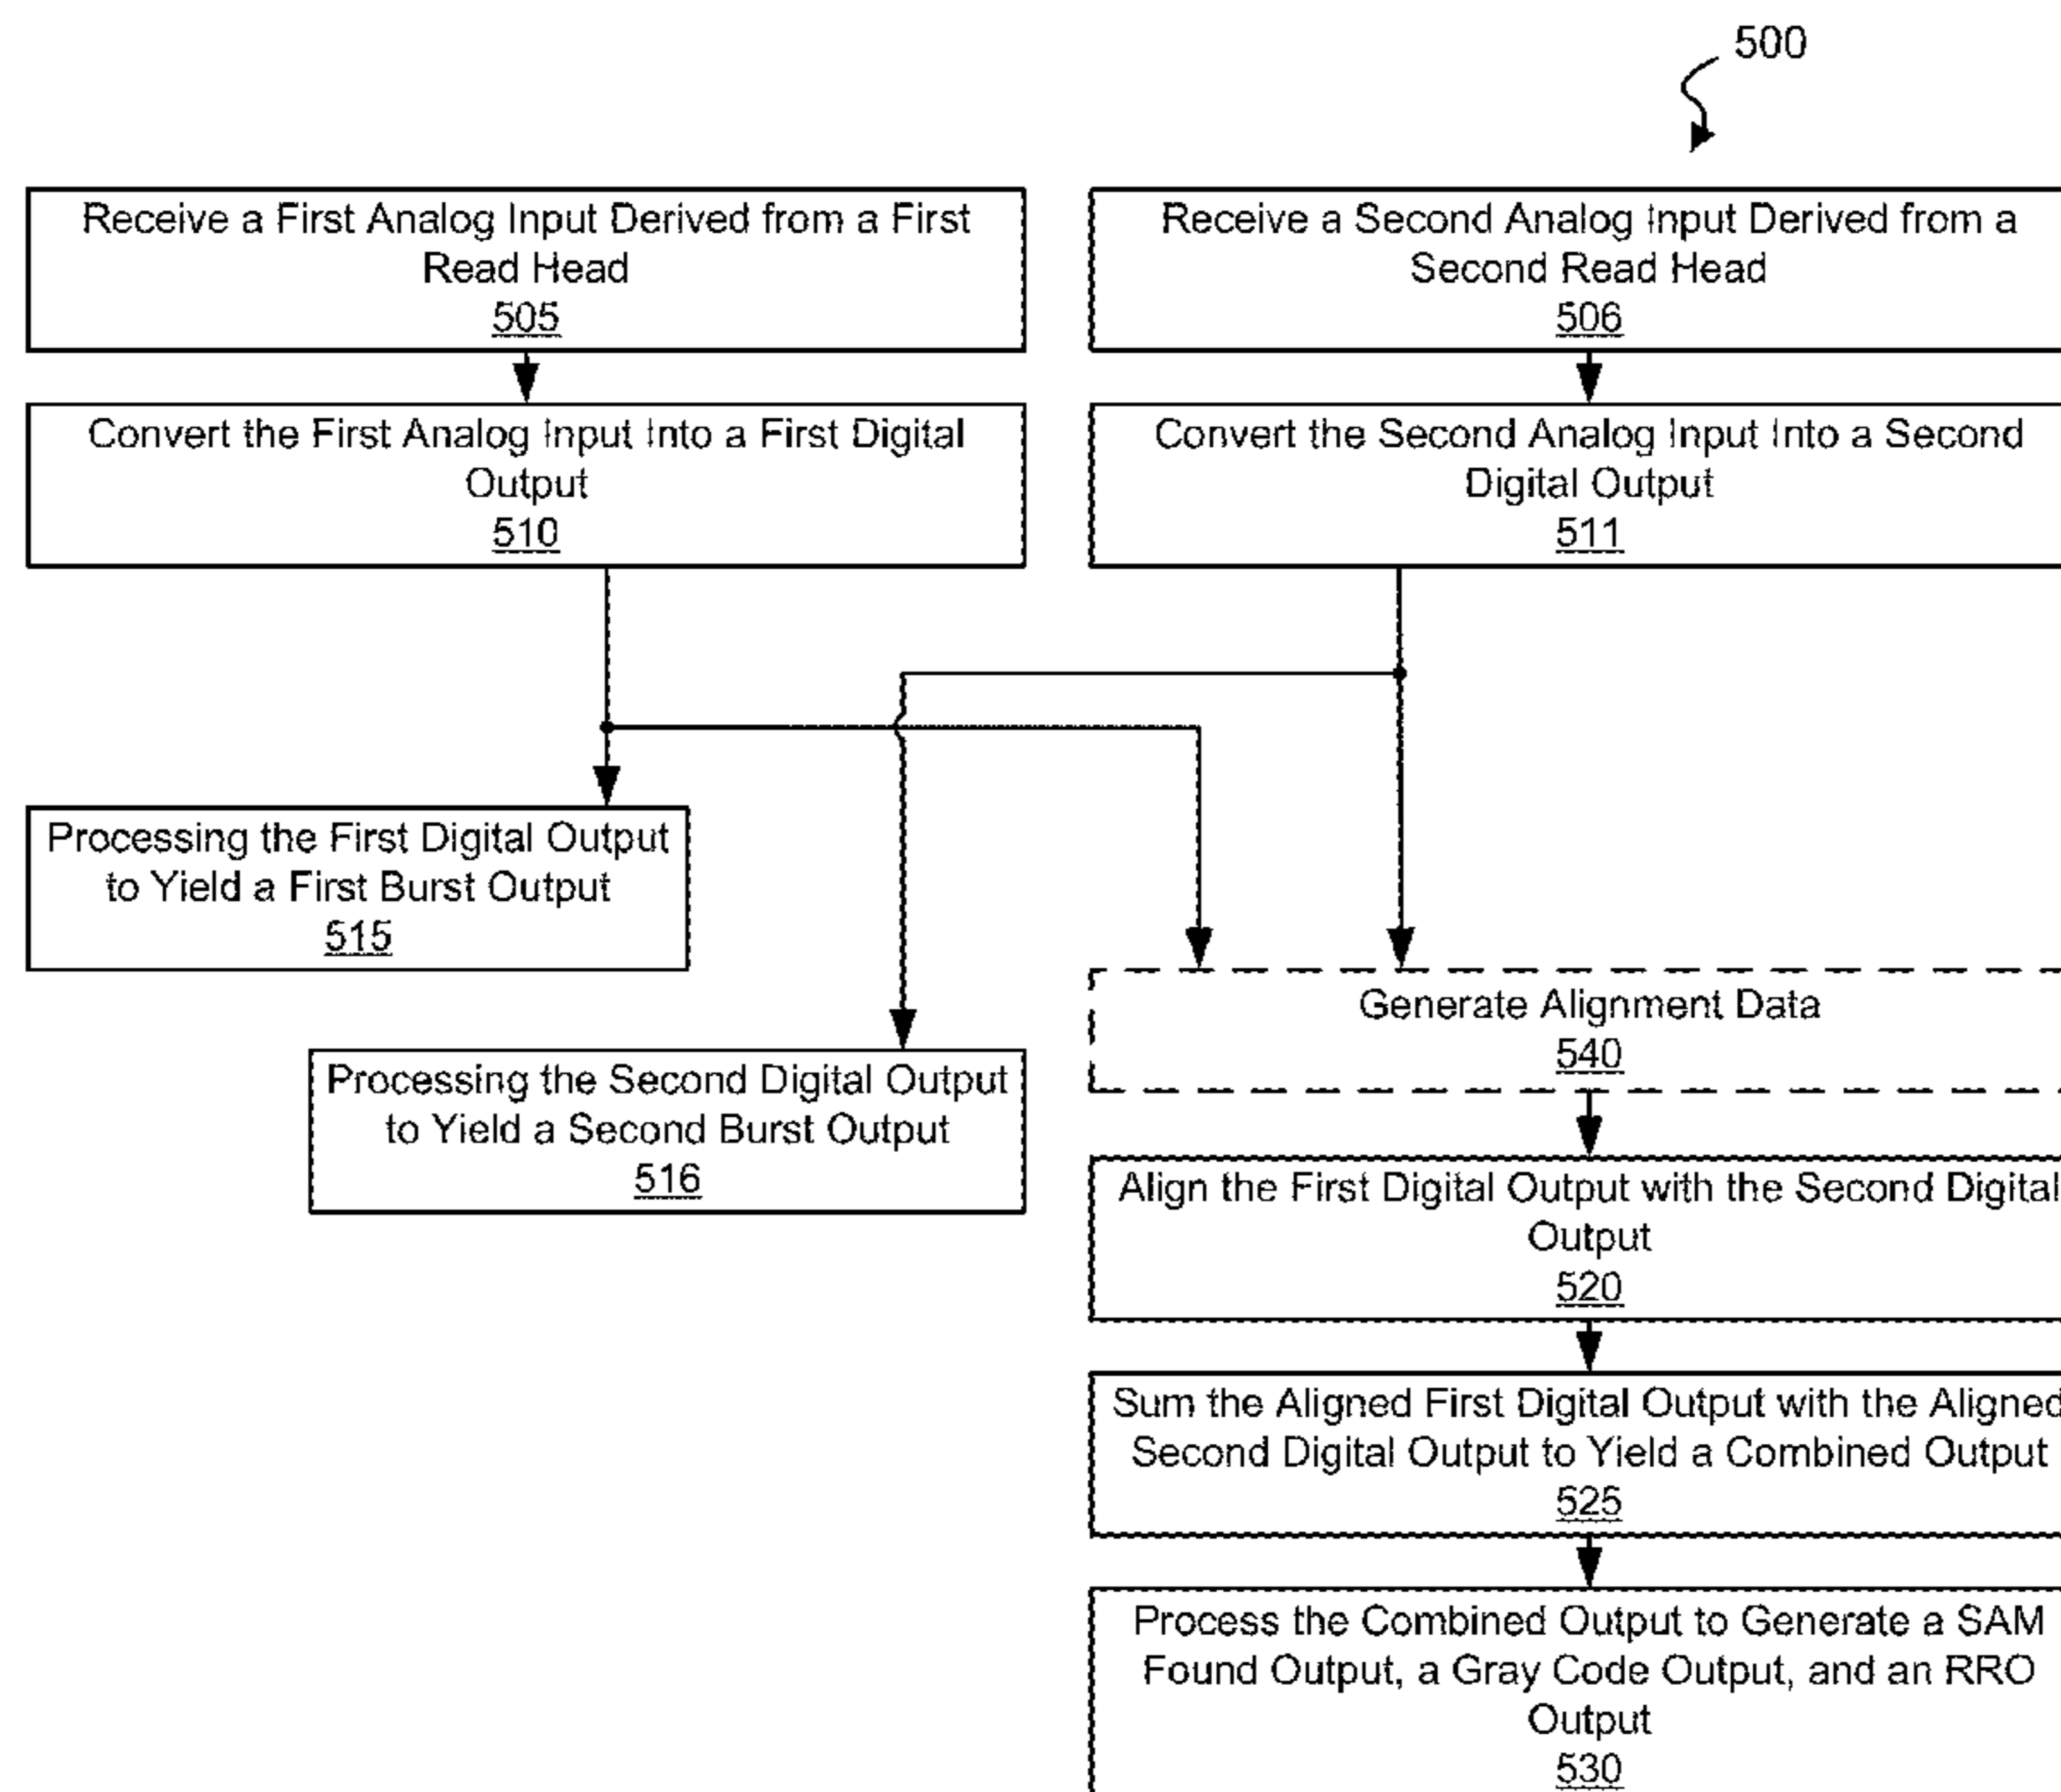 500
Receive a First Analog Input Derived from a First
Read Head
505
Receive a Second Analog Input Derived from a
Second Read Head
506
Convert the First Analog Input Into a First Digital
Output
510
Convert the Second Analog Input Into a Second
Digital Output
511
Processing the First Digital Output
to Yield a First Burst Output
515
Processing the Second Digital Output
to Yield a Second Burst Output
516
Generate Alignment Data
540
Align the First Digital Output with the Second Digital
Output
520
Sum the Aligned First Digital Output with the Aligned
Second Digital Output to Yield a Combined Output
525
Process the Combined Output to Generate a SAM
Found Output, a Gray Code Output, and an RRO
Output
530